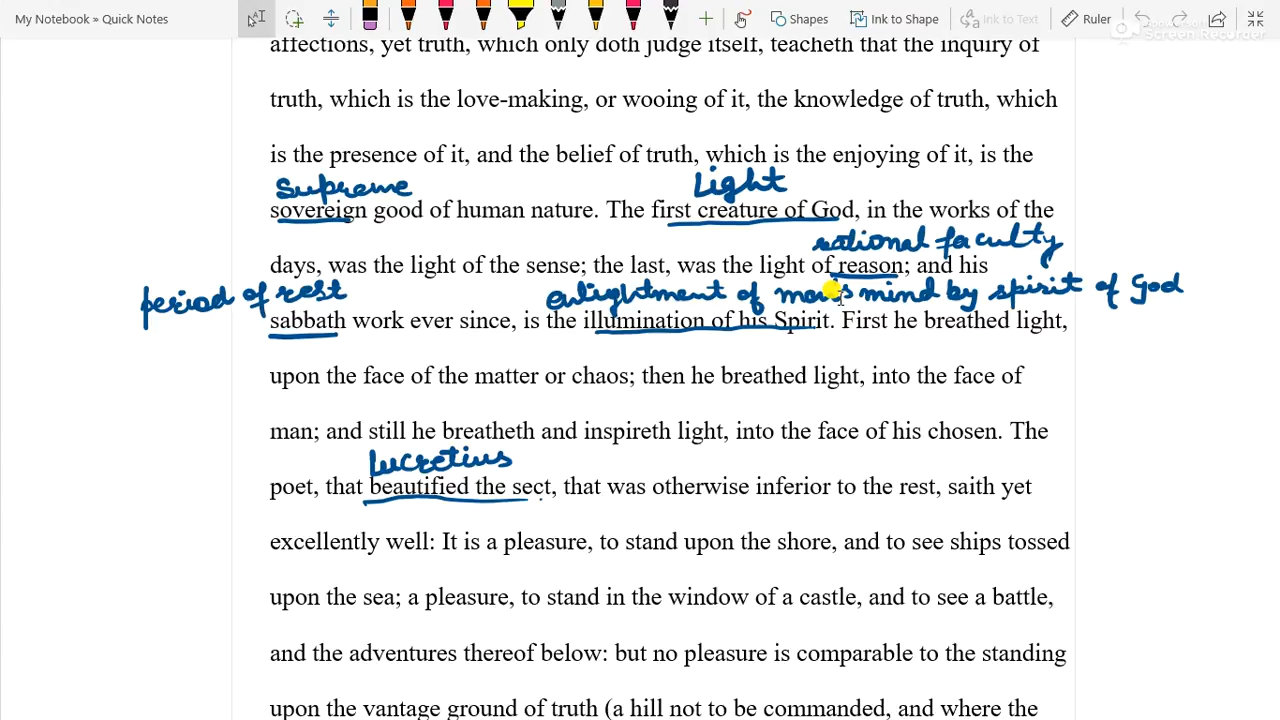 My Notebook » Quick Notes
Shapes Ink to Shape Ink to Text Ruler
Screen Recorder
affections, yet truth, which only doth judge itself, teacheth that the inquiry of
truth, which is the love-making, or wooing of it, the knowledge of truth, which
is the presence of it, and the belief of truth, which is the enjoying of it, is the
Supreme Light
sovereign good of human nature. The first creature of God, in the works of the
rational faculty
days, was the light of the sense; the last, was the light of reason; and his
period of rest enlightment of man's mind by spirit of God
sabbath work ever since, is the illumination of his Spirit. First he breathed light,
upon the face of the matter or chaos; then he breathed light, into the face of
man; and still he breatheth and inspireth light, into the face of his chosen. The
Lucretius
poet, that beautified the sect, that was otherwise inferior to the rest, saith yet
excellently well: It is a pleasure, to stand upon the shore, and to see ships tossed
upon the sea; a pleasure, to stand in the window of a castle, and to see a battle,
and the adventures thereof below: but no pleasure is comparable to the standing
upon the vantage ground of truth (a hill not to be commanded, and where the